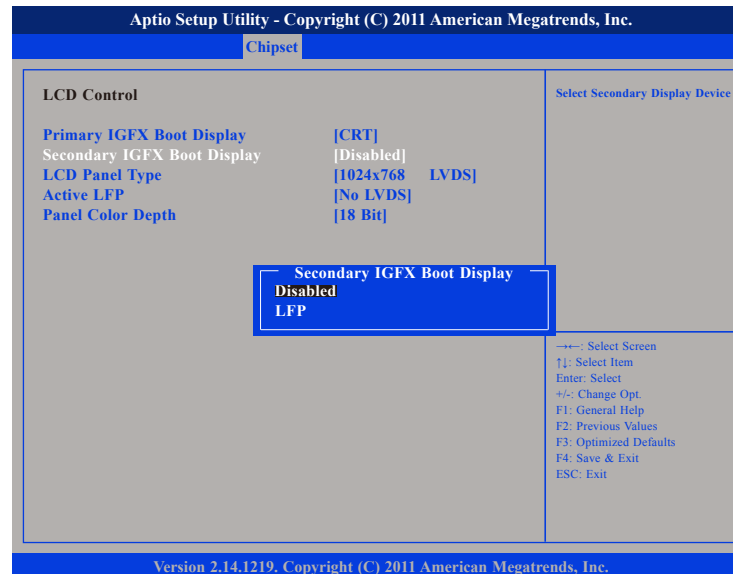 Aptio Setup Utility - Copyright (C) 2011 American Megatrends, Inc.
Chipset
LCD Control
Primary IGFX Boot Display [CRT]
Secondary IGFX Boot Display [Disabled]
LCD Panel Type [1024x768 LVDS]
Active LFP [No LVDS]
Panel Color Depth [18 Bit]
Secondary IGFX Boot Display
Disabled
LFP
Select Secondary Display Device
→←: Select Screen
↑↓: Select Item
Enter: Select
+/-: Change Opt.
F1: General Help
F2: Previous Values
F3: Optimized Defaults
F4: Save & Exit
ESC: Exit
Version 2.14.1219. Copyright (C) 2011 American Megatrends, Inc.